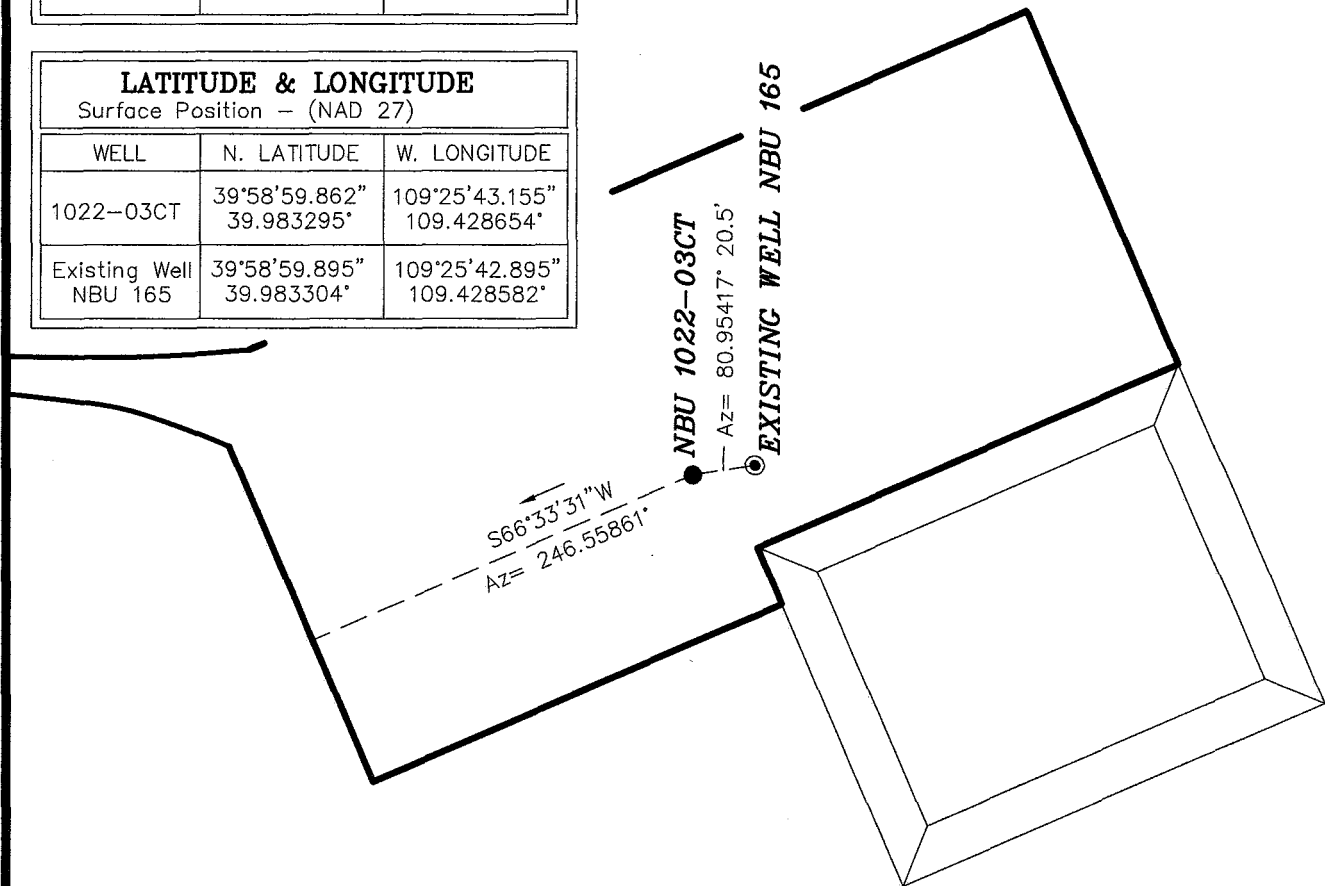 LATITUDE & LONGITUDE
Surface Position – (NAD 27)
WELL N. LATITUDE W. LONGITUDE
1022–03CT 39°58'59.862" 109°25'43.155"
39.983295° 109.428654°
Existing Well 39°58'59.895" 109°25'42.895"
NBU 165 39.983304° 109.428582°
NBU 1022–03CT
Az= 80.95417° 20.5'
EXISTING WELL NBU 165
S66°33'31"W
Az= 246.55861°